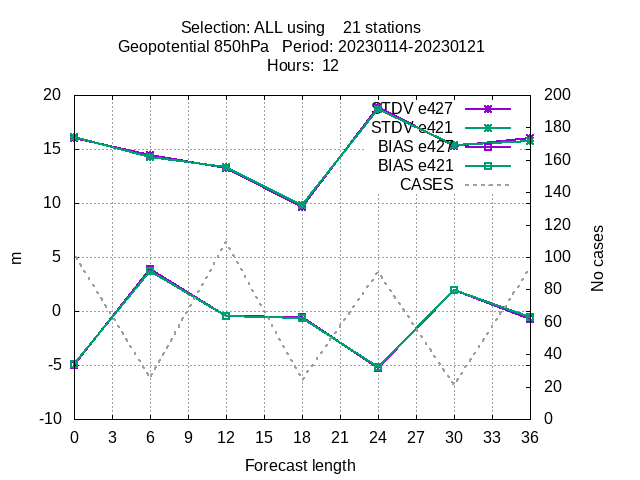 Selection: ALL using    21 stations
Geopotential 850hPa   Period: 20230114-20230121
Hours:  12
20
15
10
5
0
-5
-10
200
180
160
140
120
100
80
60
40
20
0
STDV e427
STDV e421
BIAS e427
BIAS e421
CASES
m
No cases
0 3 6 9 12 15 18 21 24 27 30 33 36
Forecast length